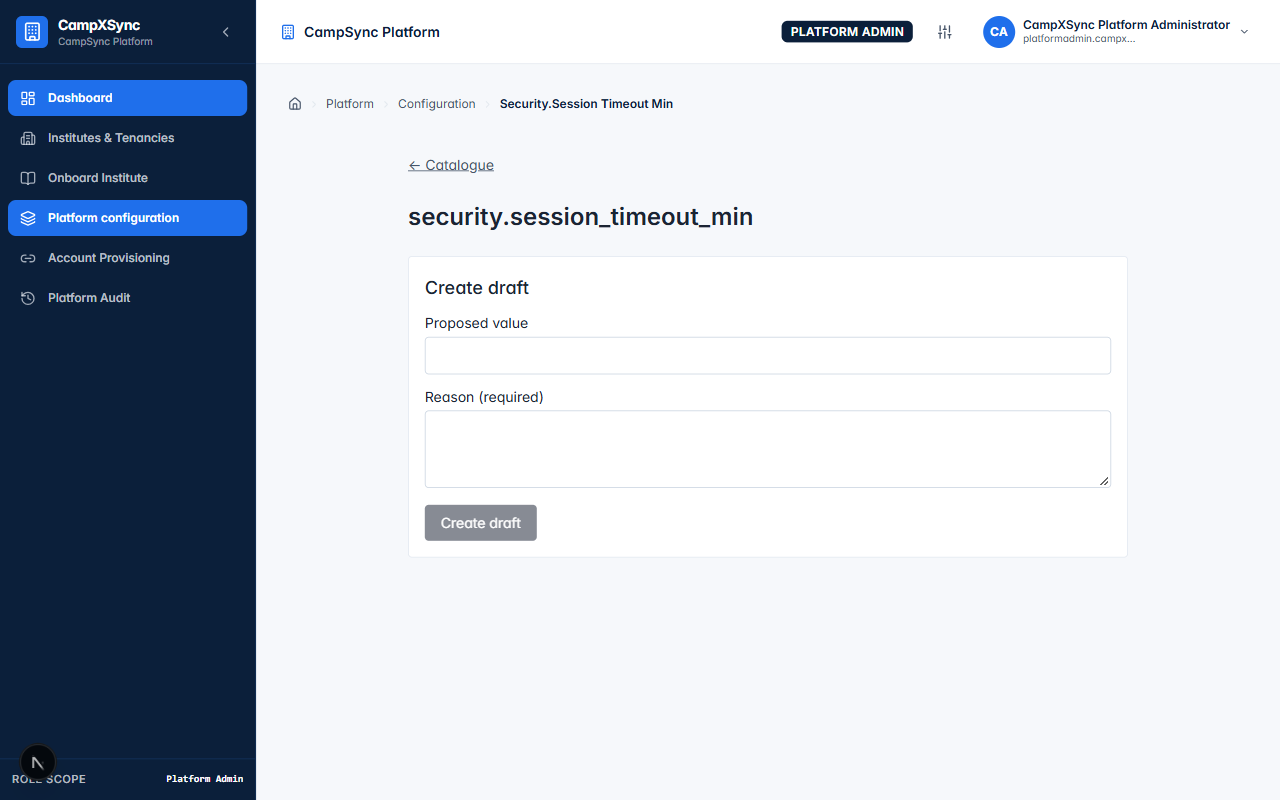 CampXSync
CampSync Platform
Dashboard
Institutes & Tenancies
Onboard Institute
Platform configuration
Account Provisioning
Platform Audit
ROLE SCOPE
Platform Admin
CampSync Platform
PLATFORM ADMIN
CA
CampXSync Platform Administrator
platformadmin.campx...
Platform
Configuration
Security.Session Timeout Min
← Catalogue
security.session_timeout_min
Create draft
Proposed value
Reason (required)
Create draft